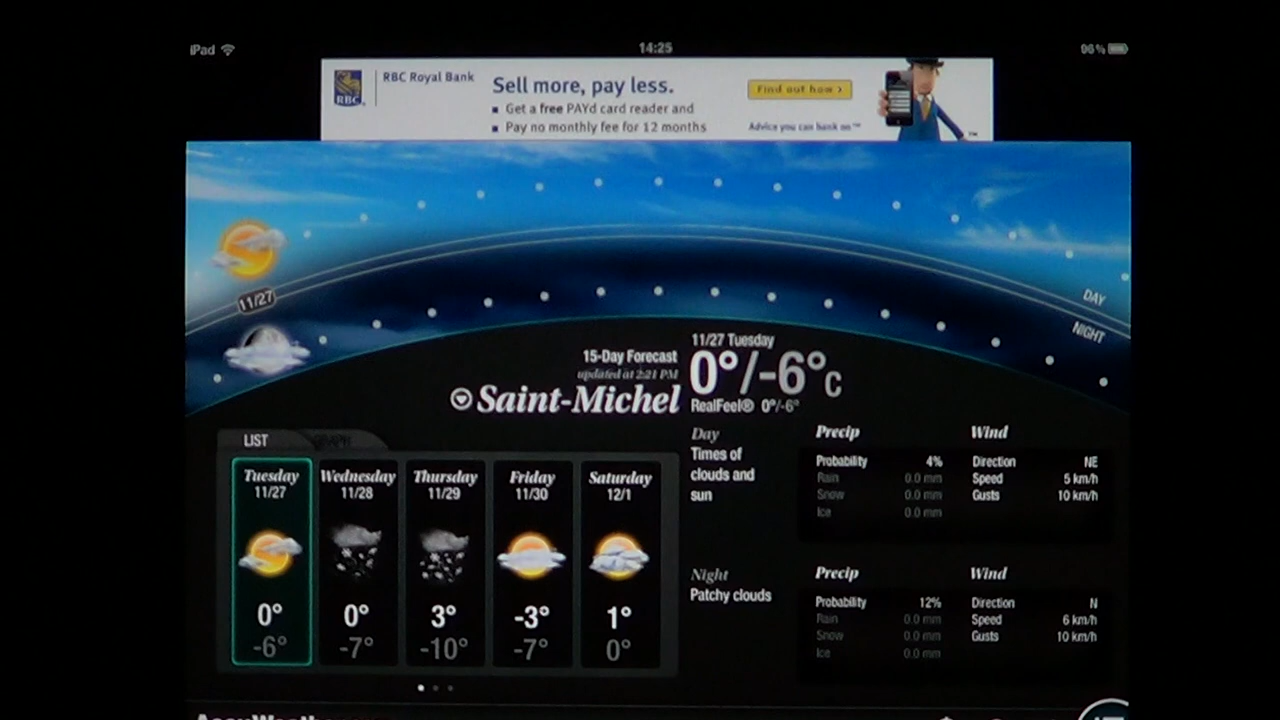 iPad 14:25 96%
RBC Royal Bank
RBC
Sell more, pay less.
Get a free PAYd card reader and
Pay no monthly fee for 12 months
Find out how ›
Advice you can bank on™
11/27
DAY
NIGHT
15-Day Forecast
updated at 2:21 PM
Saint-Michel
11/27 Tuesday
0°/-6°C
RealFeel® 0°/-6°
LIST GRAPH
Tuesday Wednesday Thursday Friday Saturday
11/27 11/28 11/29 11/30 12/1
0° 0° 3° -3° 1°
-6° -7° -10° -7° 0°
Day
Times of
clouds and
sun
Precip Wind
Probability 4% Direction NE
Rain 0.0 mm Speed 5 km/h
Snow 0.0 mm Gusts 10 km/h
Ice 0.0 mm
Night
Patchy clouds
Precip Wind
Probability 12% Direction N
Rain 0.0 mm Speed 6 km/h
Snow 0.0 mm Gusts 10 km/h
Ice 0.0 mm